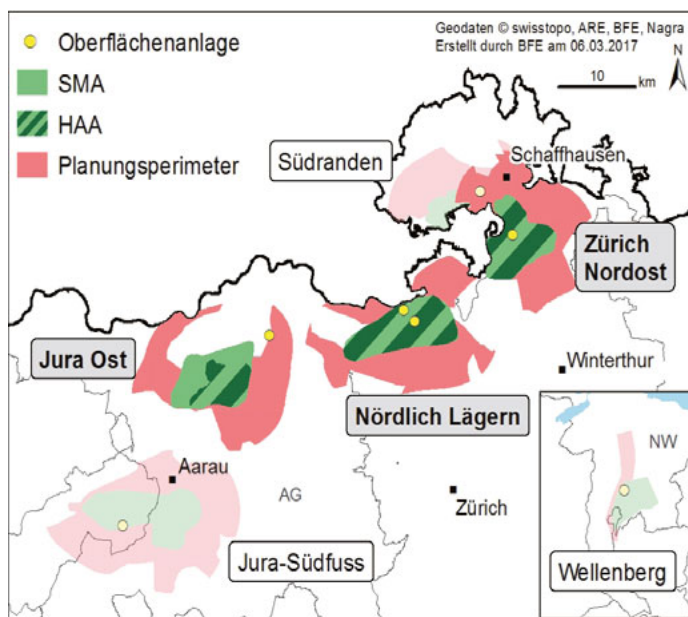 Geodaten © swisstopo, ARE, BFE, Nagra
Erstellt durch BFE am 06.03.2017
N
10
km
Oberflächenanlage
SMA
HAA
Planungsperimeter
Südranden
Schaffhausen
Zürich
Nordost
Jura Ost
Winterthur
Nördlich Lägern
Aarau
AG
Zürich
NW
Jura-Südfuss
Wellenberg